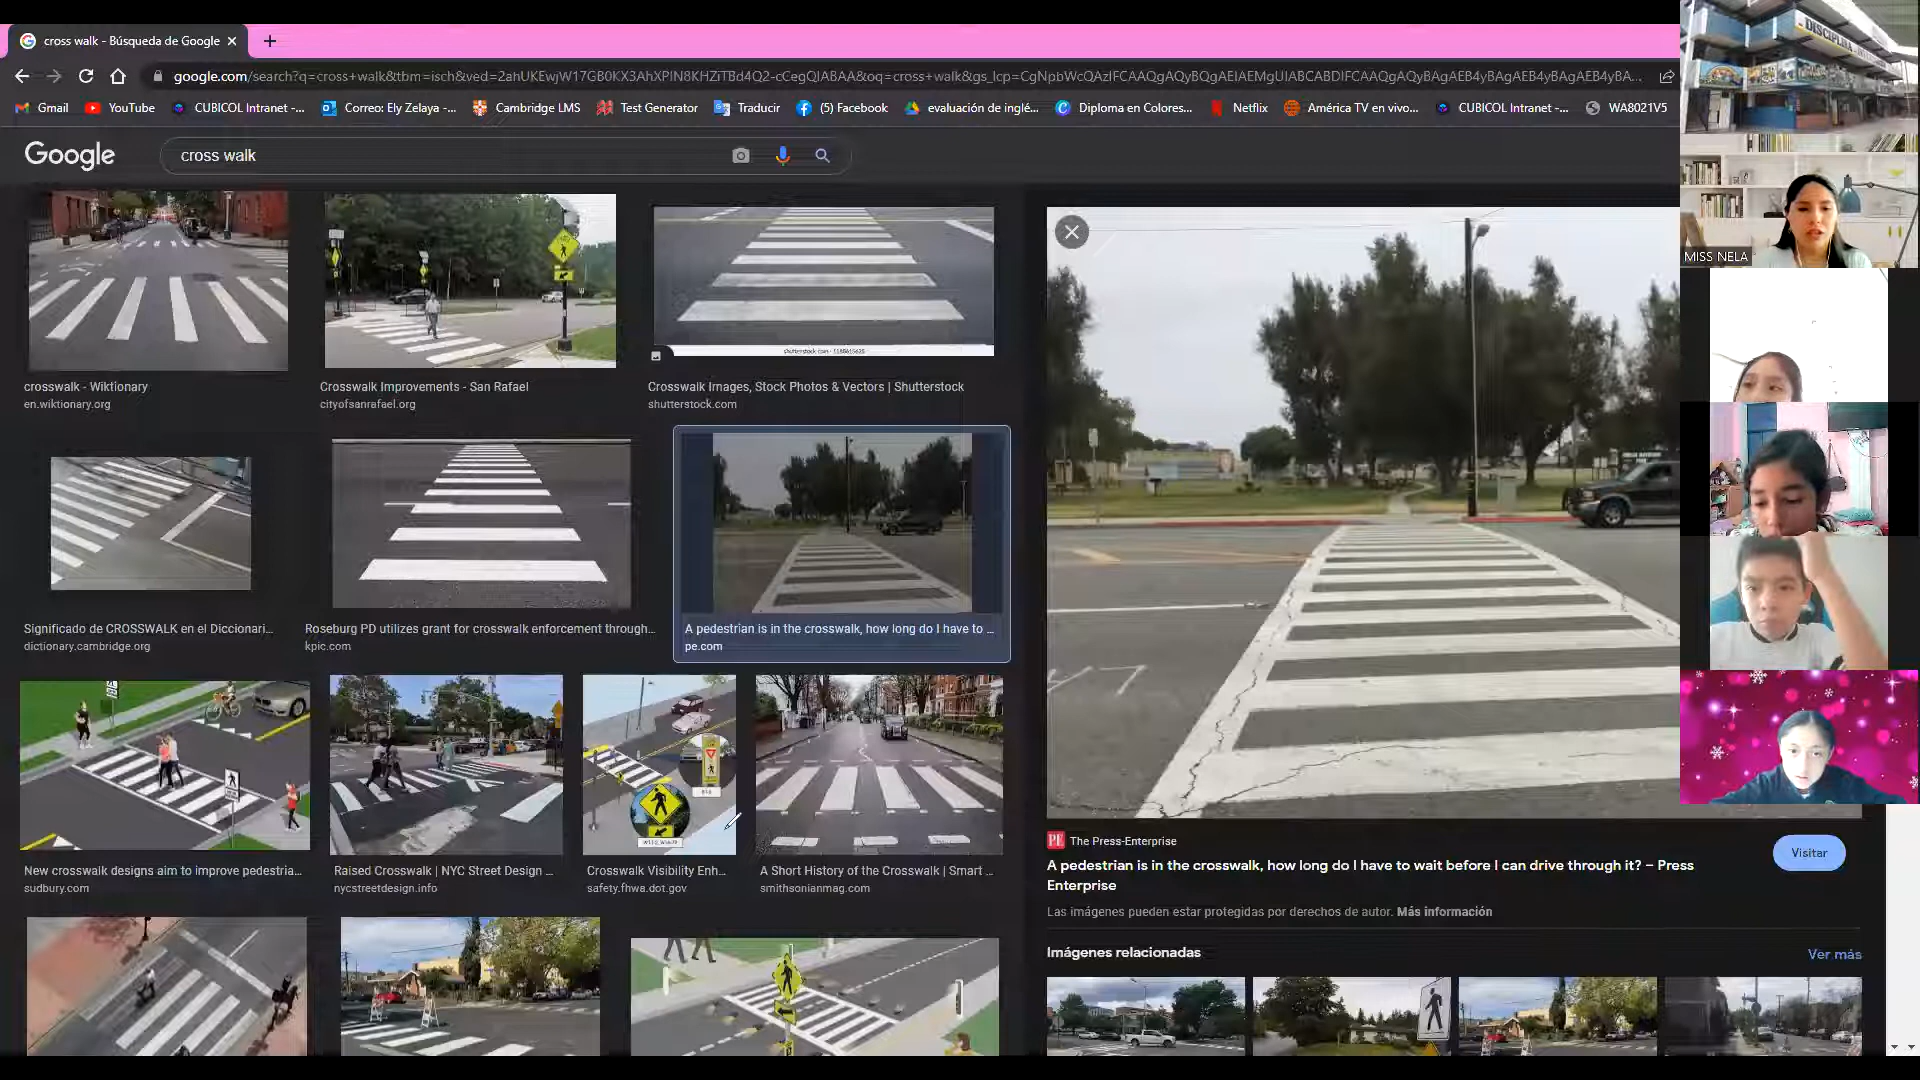 cross walk - Búsqueda de Google
google.com/search?q=cross+walk&tbm=isch&ved=2ahUKEwjW17GB0KX3AhXPIN8KHZiTBd4Q2-cCegQIABAA&oq=cross+walk&gs_lcp=CgNpbWcQAzIFCAAQgAQyBQgAEIAEMgUIABCABDIFCAAQgAQyBAgAEB4yBAgAEB4yBAgAEB4yBA...
Gmail YouTube CUBICOL Intranet -... Correo: Ely Zelaya -... Cambridge LMS Test Generator Traducir (5) Facebook evaluación de inglé... Diploma en Colores... Netflix América TV en vivo... CUBICOL Intranet -... WA8021V5
DISCIPLINA
Google cross walk
MISS NELA
shutterstock.com
crosswalk - Wiktionary
en.wiktionary.org
Crosswalk Improvements - San Rafael
cityofsanrafael.org
Crosswalk Images, Stock Photos & Vectors | Shutterstock
shutterstock.com
Significado de CROSSWALK en el Diccionari...
dictionary.cambridge.org
Roseburg PD utilizes grant for crosswalk enforcement through...
kpic.com
A pedestrian is in the crosswalk, how long do I have to ...
pe.com
New crosswalk designs aim to improve pedestria...
sudbury.com
Raised Crosswalk | NYC Street Design ...
nycstreetdesign.info
Crosswalk Visibility Enh...
safety.fhwa.dot.gov
A Short History of the Crosswalk | Smart ...
smithsonianmag.com
PE The Press-Enterprise
A pedestrian is in the crosswalk, how long do I have to wait before I can drive through it? – Press
Enterprise
Visitar
Las imágenes pueden estar protegidas por derechos de autor. Más información
Imágenes relacionadas
Ver más